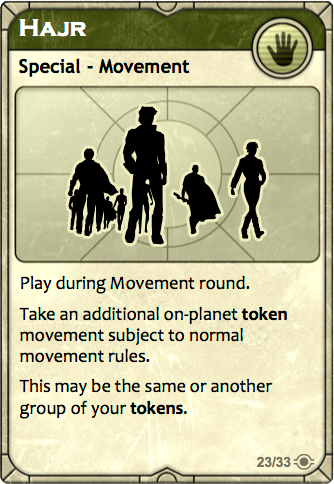 Hajr
Special - Movement
Play during Movement round.
Take an additional on-planet token
movement subject to normal
movement rules.
This may be the same or another
group of your tokens.
23/33